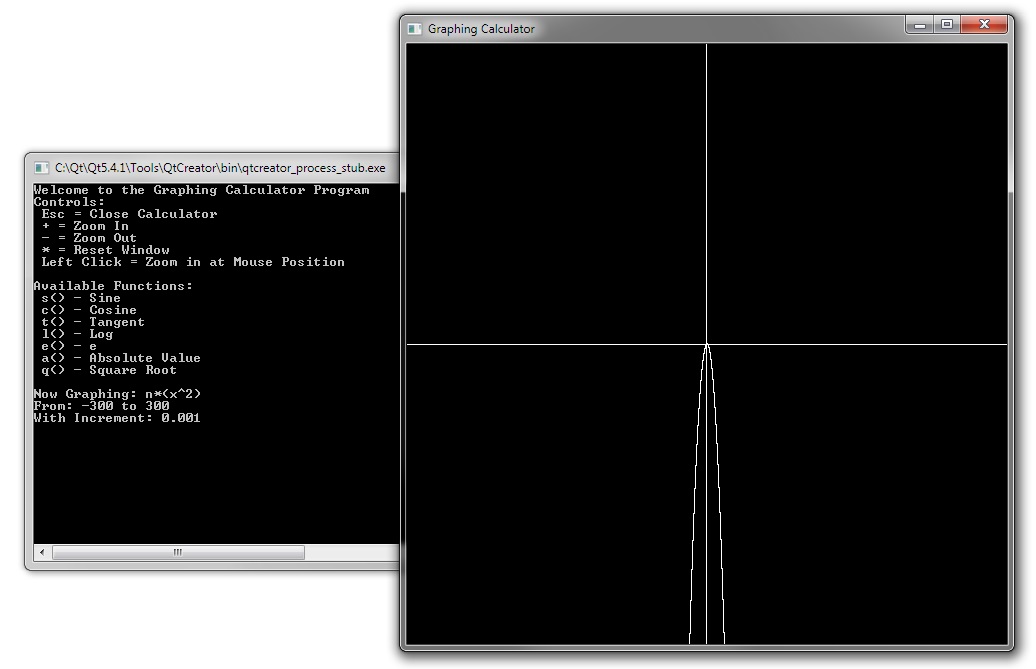 Graphing Calculator
C:\Qt\Qt5.4.1\Tools\QtCreator\bin\qtcreator_process_stub.exe
Welcome to the Graphing Calculator Program
Controls:
Esc = Close Calculator
+ = Zoom In
- = Zoom Out
* = Reset Window
Left Click = Zoom in at Mouse Position
Available Functions:
s() - Sine
c() - Cosine
t() - Tangent
l() - Log
e() - e
a() - Absolute Value
q() - Square Root
Now Graphing: n*(x^2)
From: -300 to 300
With Increment: 0.001